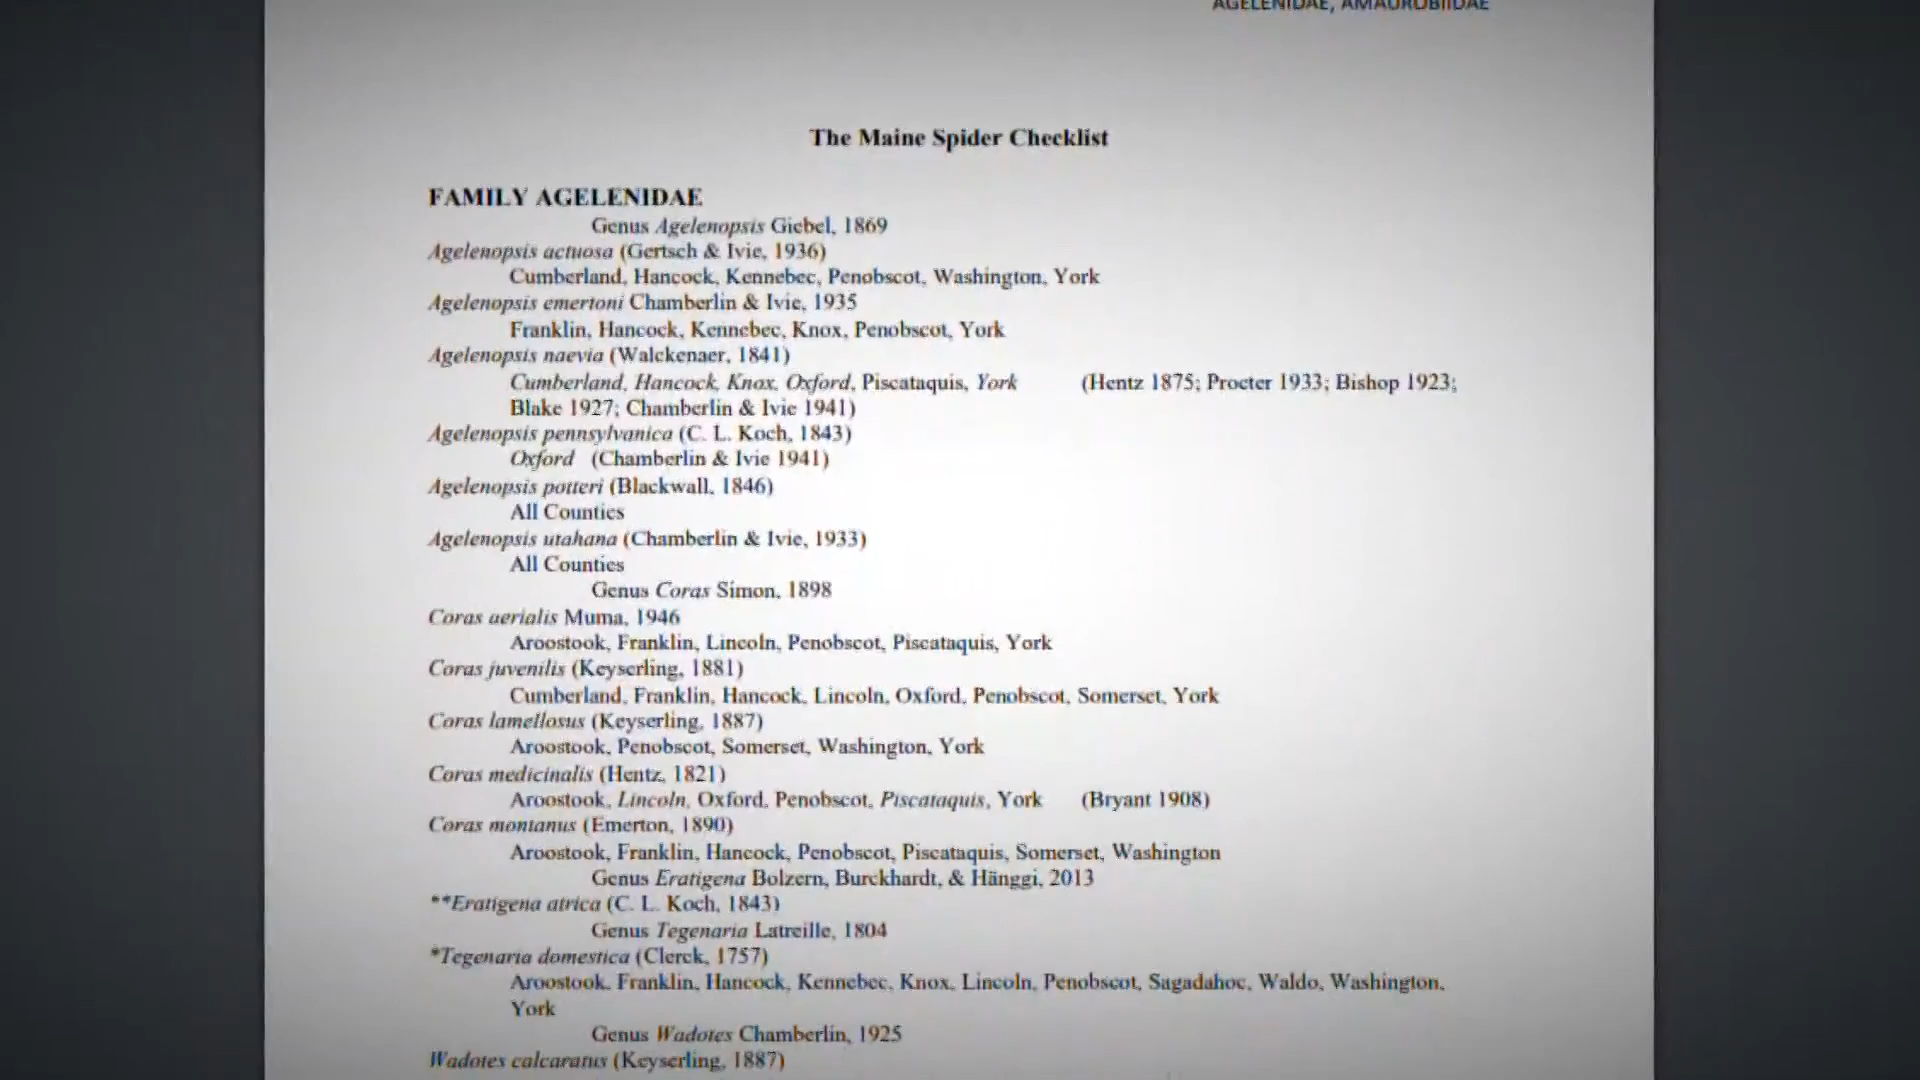 AGELENIDAE, AMAUROBIIDAE
The Maine Spider Checklist
FAMILY AGELENIDAE
Genus Agelenopsis Giebel, 1869
Agelenopsis actuosa (Gertsch & Ivie, 1936)
Cumberland, Hancock, Kennebec, Penobscot, Washington, York
Agelenopsis emertoni Chamberlin & Ivie, 1935
Franklin, Hancock, Kennebec, Knox, Penobscot, York
Agelenopsis naevia (Walckenaer, 1841)
Cumberland, Hancock, Knox, Oxford, Piscataquis, York (Hentz 1875; Procter 1933; Bishop 1923;
Blake 1927; Chamberlin & Ivie 1941)
Agelenopsis pennsylvanica (C. L. Koch, 1843)
Oxford (Chamberlin & Ivie 1941)
Agelenopsis potteri (Blackwall, 1846)
All Counties
Agelenopsis utahana (Chamberlin & Ivie, 1933)
All Counties
Genus Coras Simon, 1898
Coras aerialis Muma, 1946
Aroostook, Franklin, Lincoln, Penobscot, Piscataquis, York
Coras juvenilis (Keyserling, 1881)
Cumberland, Franklin, Hancock, Lincoln, Oxford, Penobscot, Somerset, York
Coras lamellosus (Keyserling, 1887)
Aroostook, Penobscot, Somerset, Washington, York
Coras medicinalis (Hentz, 1821)
Aroostook, Lincoln, Oxford, Penobscot, Piscataquis, York (Bryant 1908)
Coras montanus (Emerton, 1890)
Aroostook, Franklin, Hancock, Penobscot, Piscataquis, Somerset, Washington
Genus Eratigena Bolzern, Burckhardt, & Hänggi, 2013
**Eratigena atrica (C. L. Koch, 1843)
Genus Tegenaria Latreille, 1804
*Tegenaria domestica (Clerck, 1757)
Aroostook, Franklin, Hancock, Kennebec, Knox, Lincoln, Penobscot, Sagadahoc, Waldo, Washington,
York
Genus Wadotes Chamberlin, 1925
Wadotes calcaratus (Keyserling, 1887)